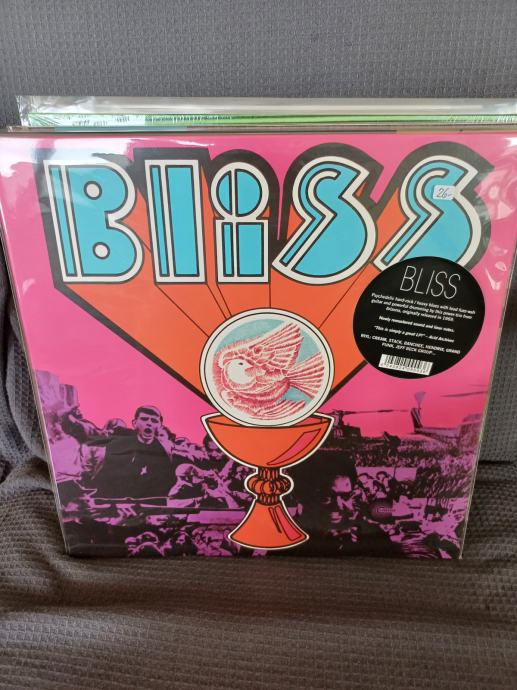 Bliss
26-
BLISS
Psychedelic hard-rock / heavy blues with loud fuzz-wah
guitar and powerful drumming by this power-trio from
Arizona, originally released in 1969.
Newly remastered sound and liner notes.
"This is simply a great LP!" - Acid Archives
RIYL: CREAM, STACK, BANCHEE, HENDRIX, GRAND
FUNK, JEFF BECK GROUP...